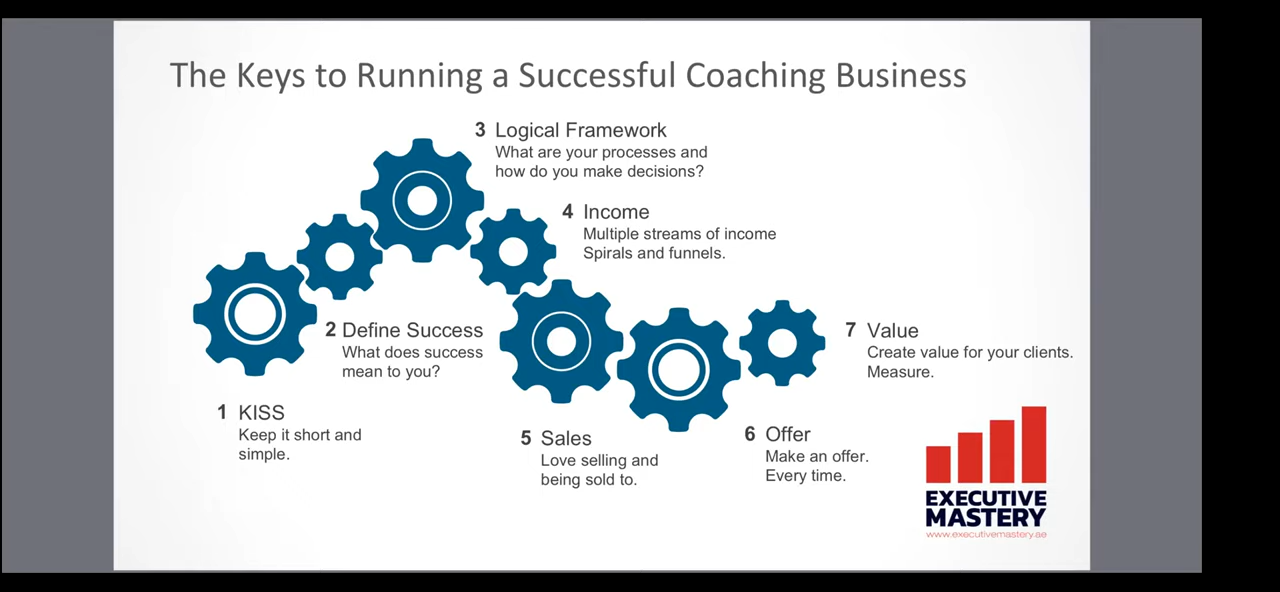 The Keys to Running a Successful Coaching Business
3 Logical Framework
What are your processes and
how do you make decisions?
4 Income
Multiple streams of income
Spirals and funnels.
2 Define Success
What does success
mean to you?
7 Value
Create value for your clients.
Measure.
1 KISS
Keep it short and
simple.
5 Sales
Love selling and
being sold to.
6 Offer
Make an offer.
Every time.
EXECUTIVE
MASTERY
www.executivemastery.ae